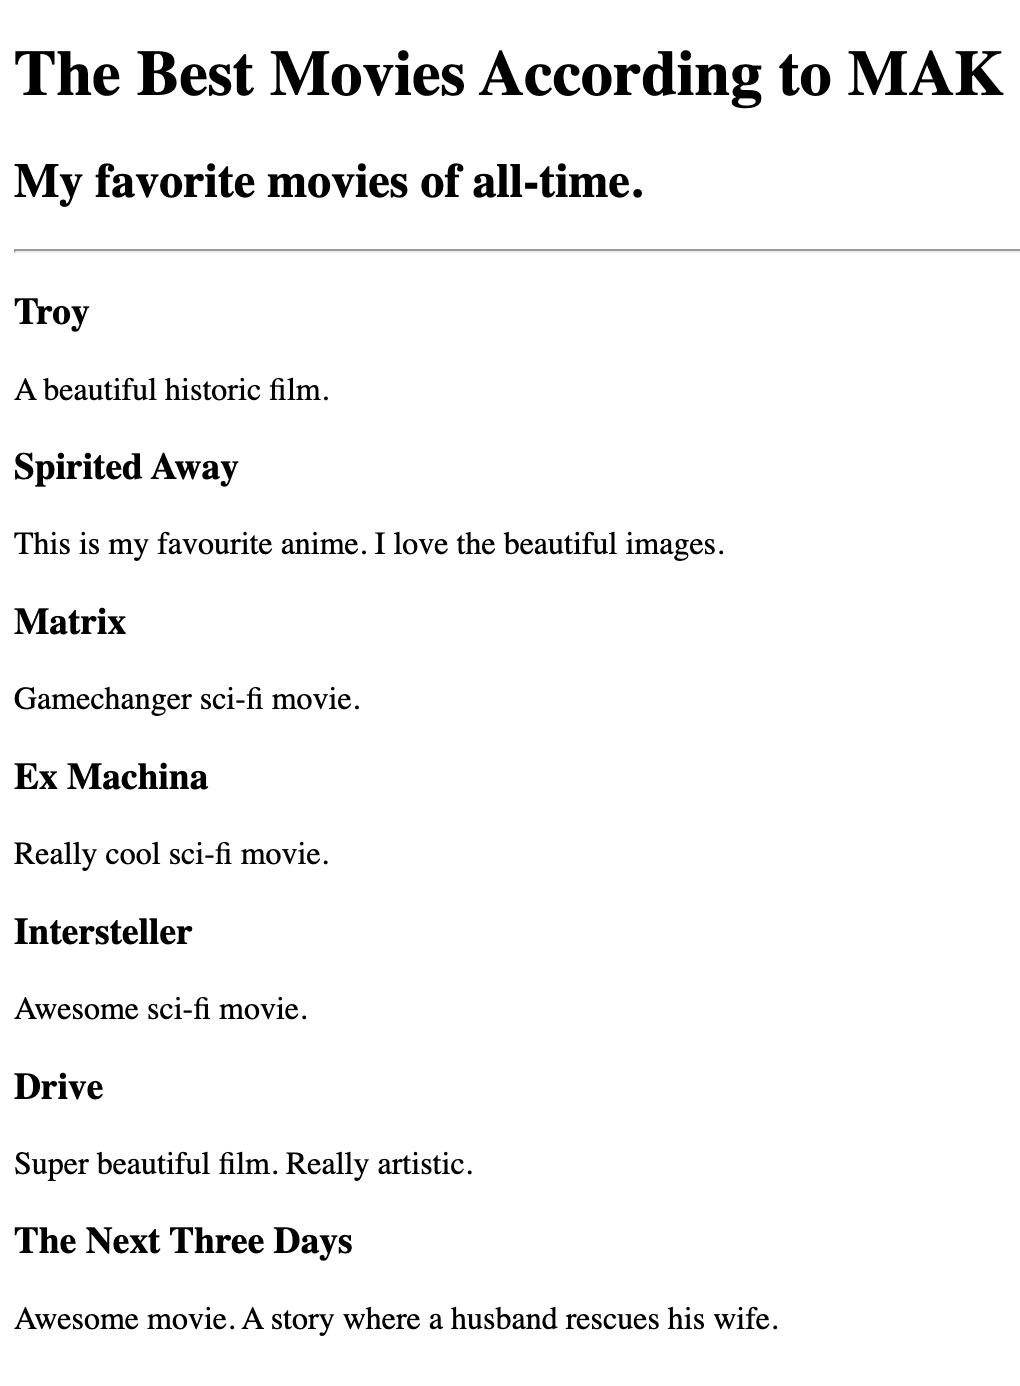 The Best Movies According to MAK
My favorite movies of all-time.
Troy
A beautiful historic film.
Spirited Away
This is my favourite anime. I love the beautiful images.
Matrix
Gamechanger sci-fi movie.
Ex Machina
Really cool sci-fi movie.
Intersteller
Awesome sci-fi movie.
Drive
Super beautiful film. Really artistic.
The Next Three Days
Awesome movie. A story where a husband rescues his wife.